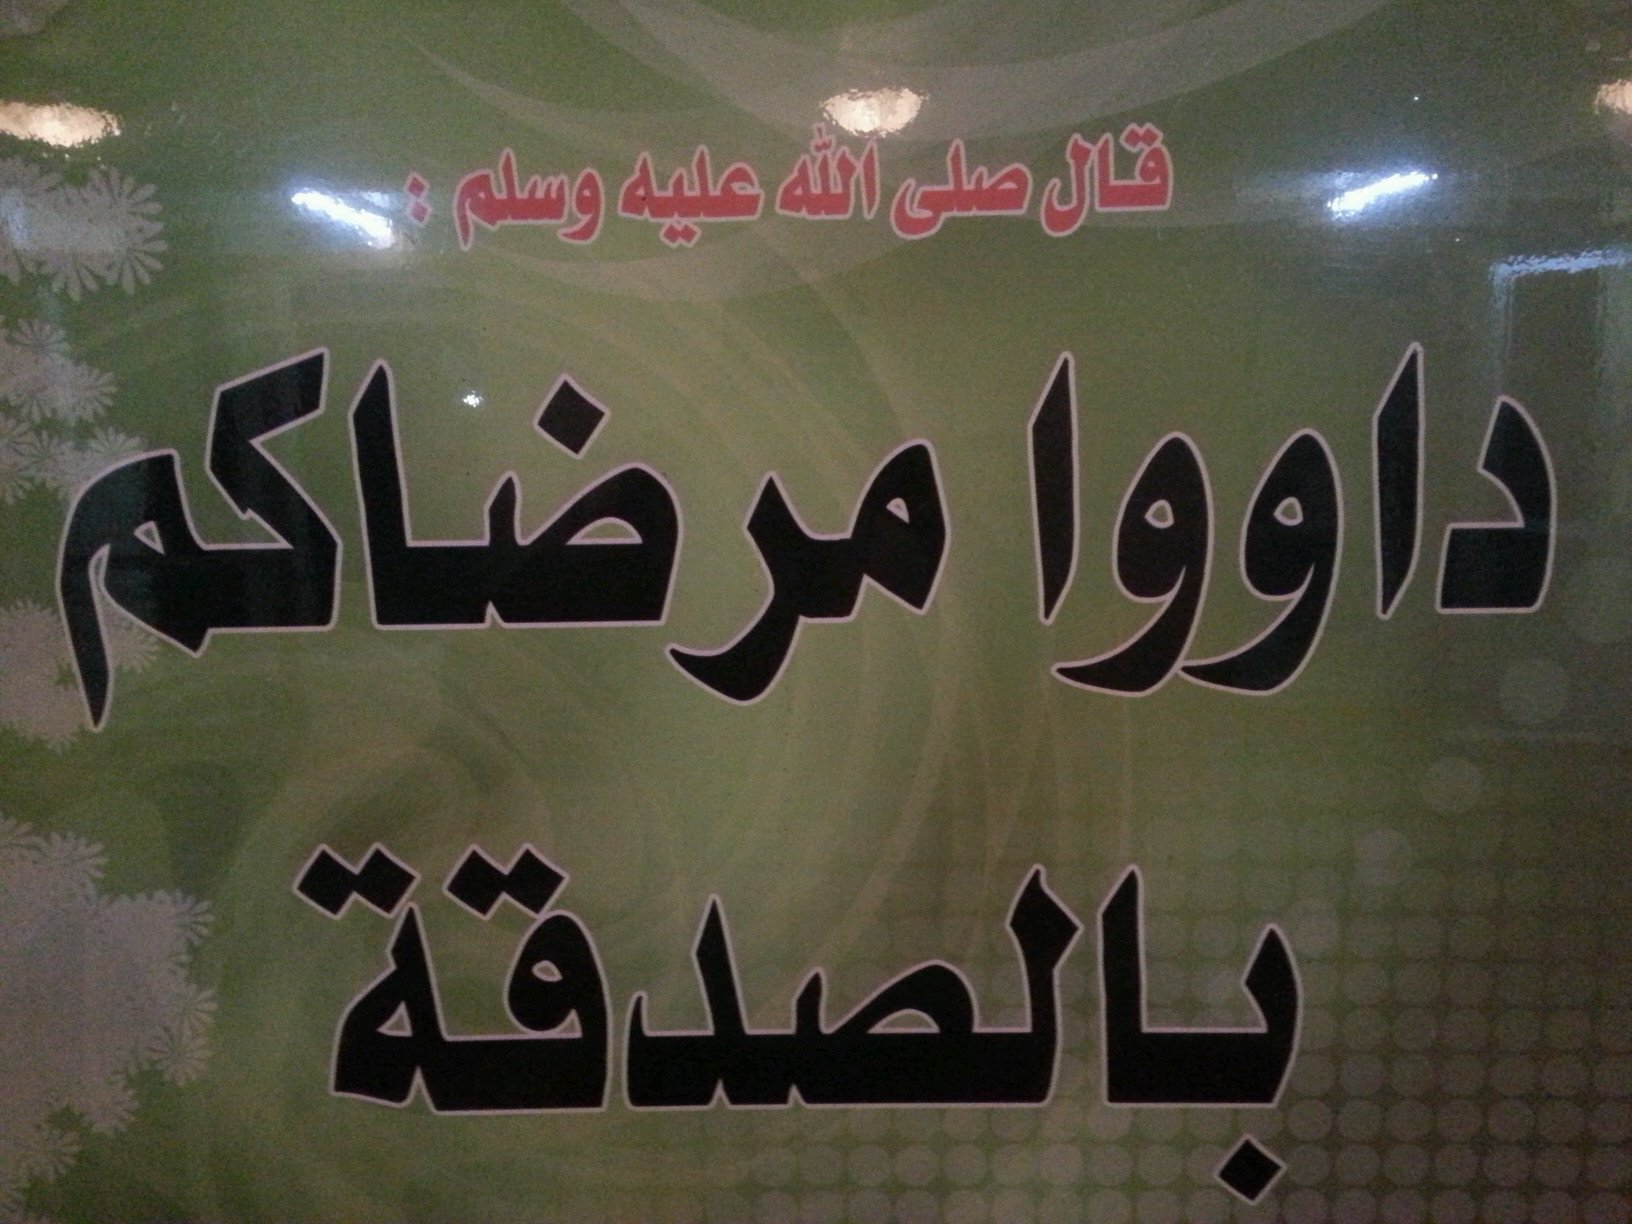 قال صلى الله عليه وسلم :
داووا مرضاكم
بالصدقة